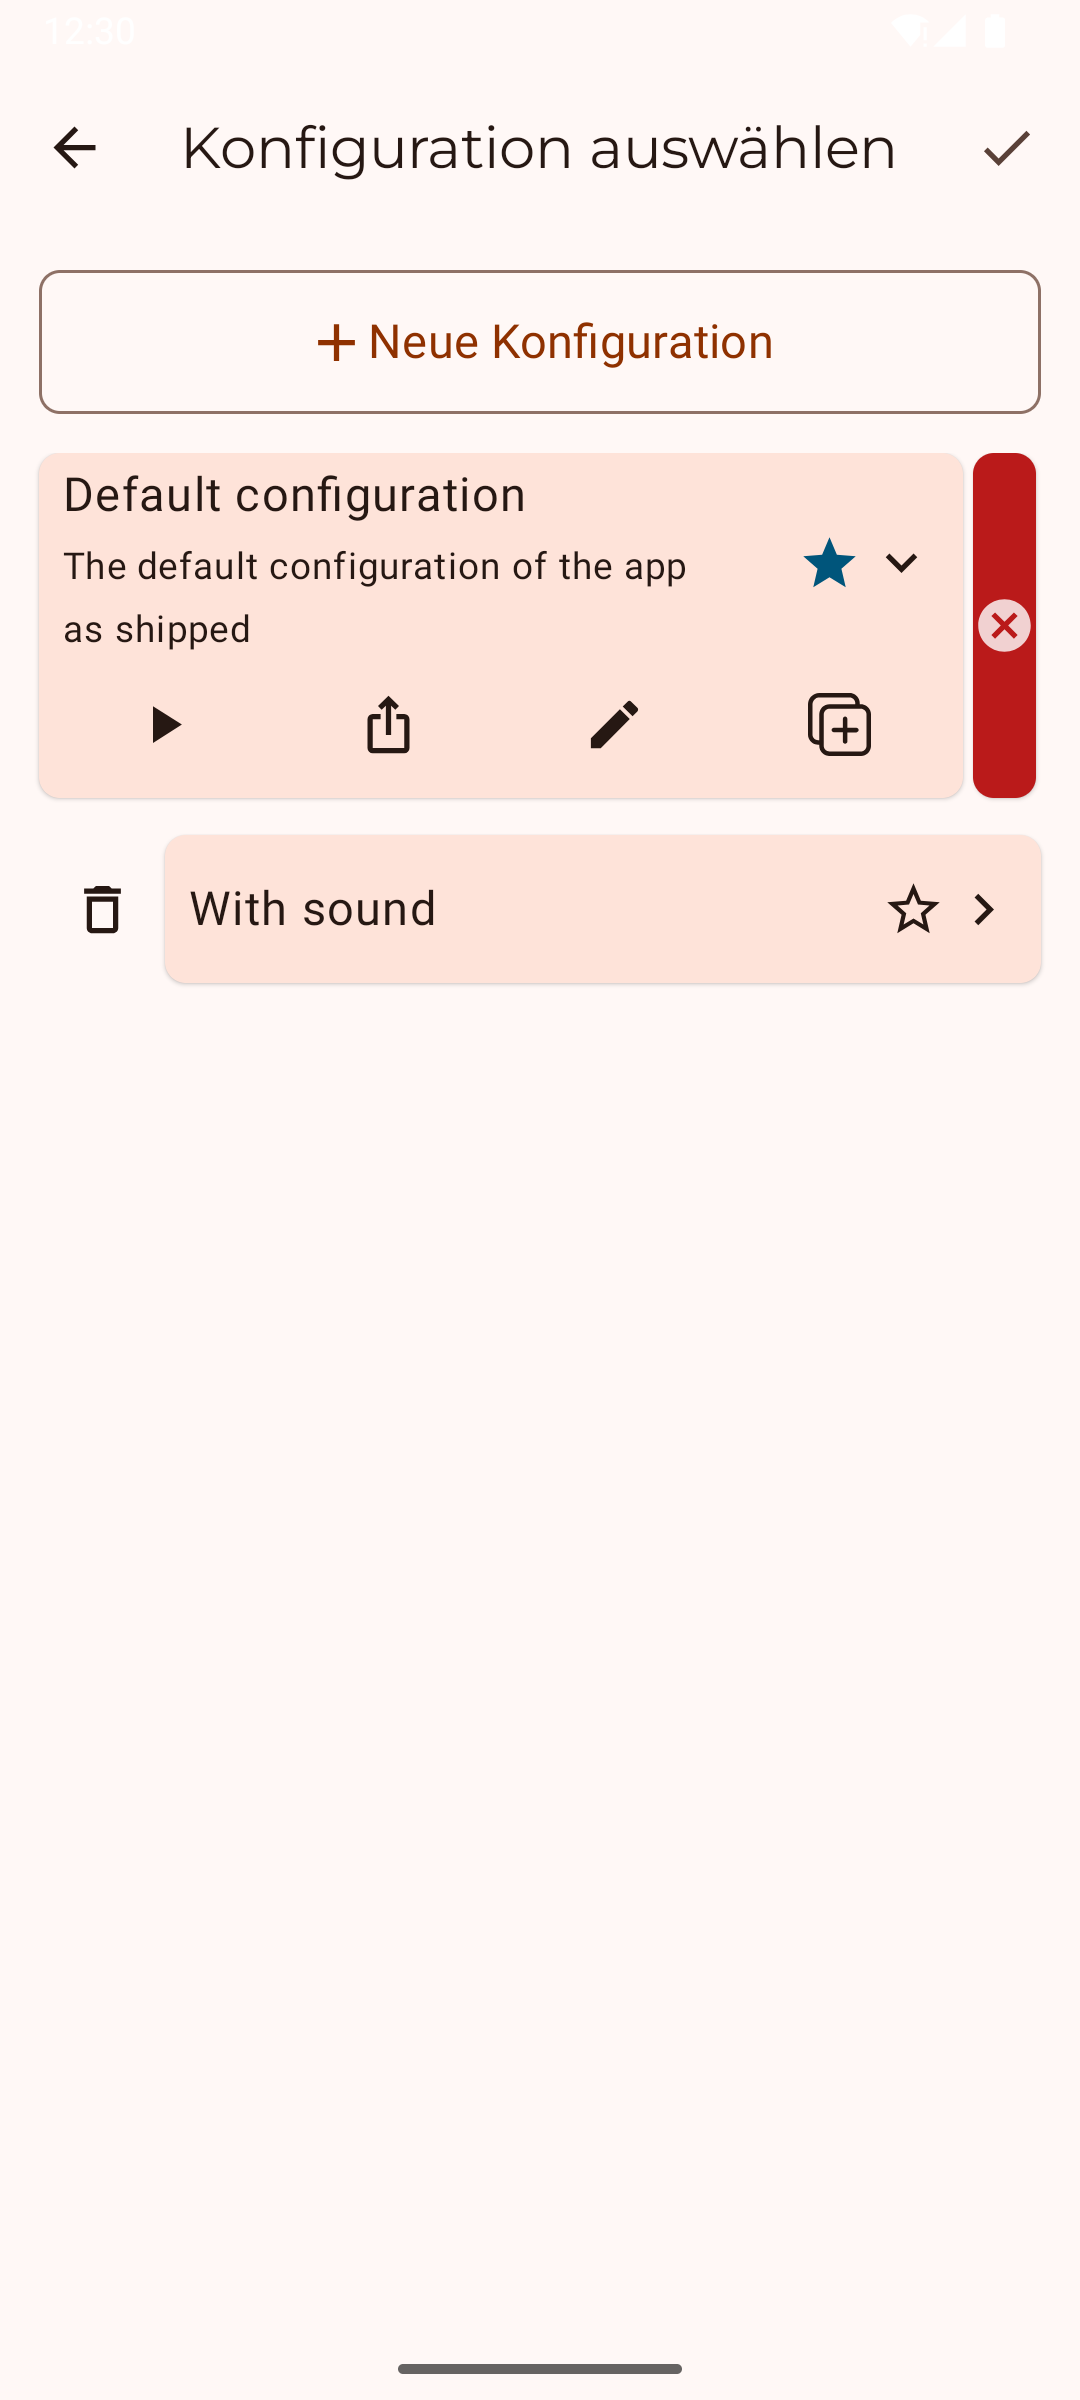 12:30
Konfiguration auswählen
Neue Konfiguration
Default configuration
The default configuration of the app
as shipped
With sound